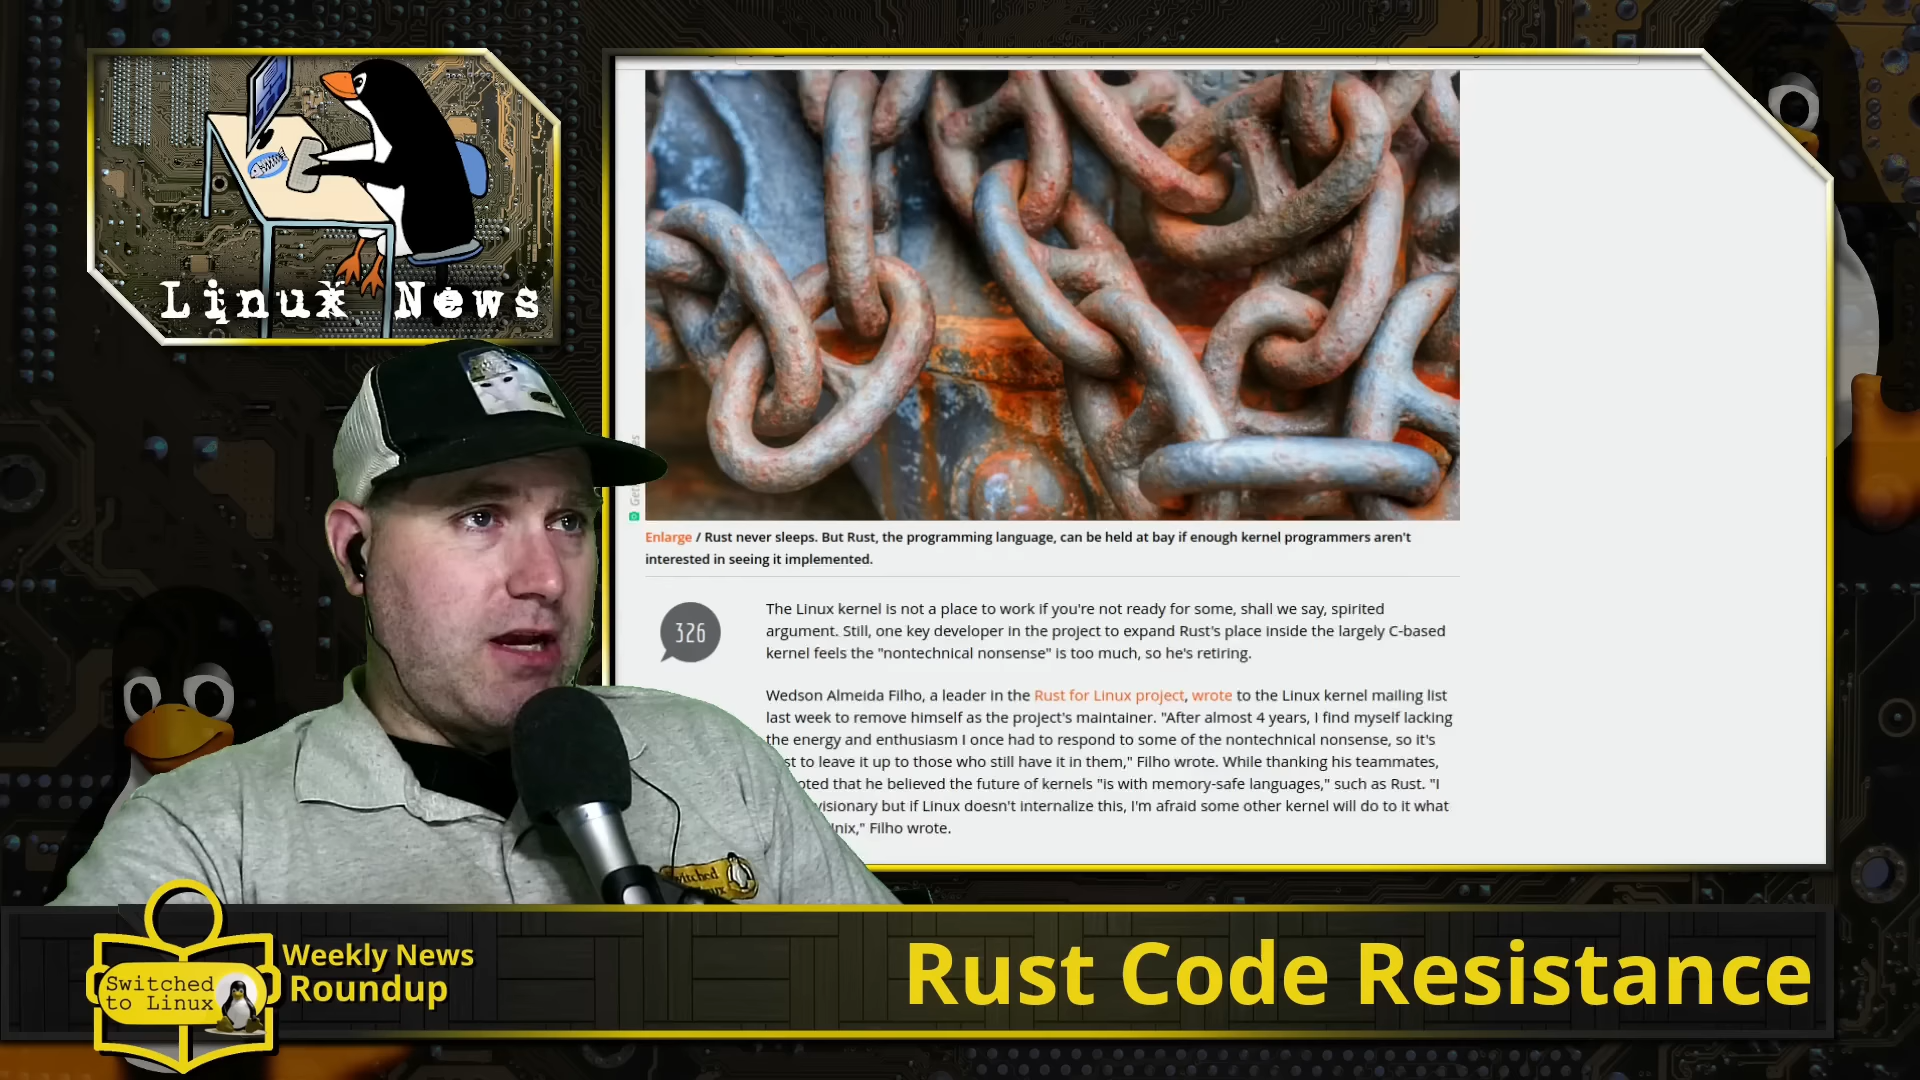 Linux News
Enlarge / Rust never sleeps. But Rust, the programming language, can be held at bay if enough kernel programmers aren't
interested in seeing it implemented.
326
The Linux kernel is not a place to work if you're not ready for some, shall we say, spirited
argument. Still, one key developer in the project to expand Rust's place inside the largely C-based
kernel feels the "nontechnical nonsense" is too much, so he's retiring.
Wedson Almeida Filho, a leader in the Rust for Linux project, wrote to the Linux kernel mailing list
last week to remove himself as the project's maintainer. "After almost 4 years, I find myself lacking
the energy and enthusiasm I once had to respond to some of the nontechnical nonsense, so it's
to leave it up to those who still have it in them," Filho wrote. While thanking his teammates,
that he believed the future of kernels "is with memory-safe languages," such as Rust. "I
visionary but if Linux doesn't internalize this, I'm afraid some other kernel will do to it what
Filho wrote.
Switched
to Linux
Weekly News
Roundup
Rust Code Resistance